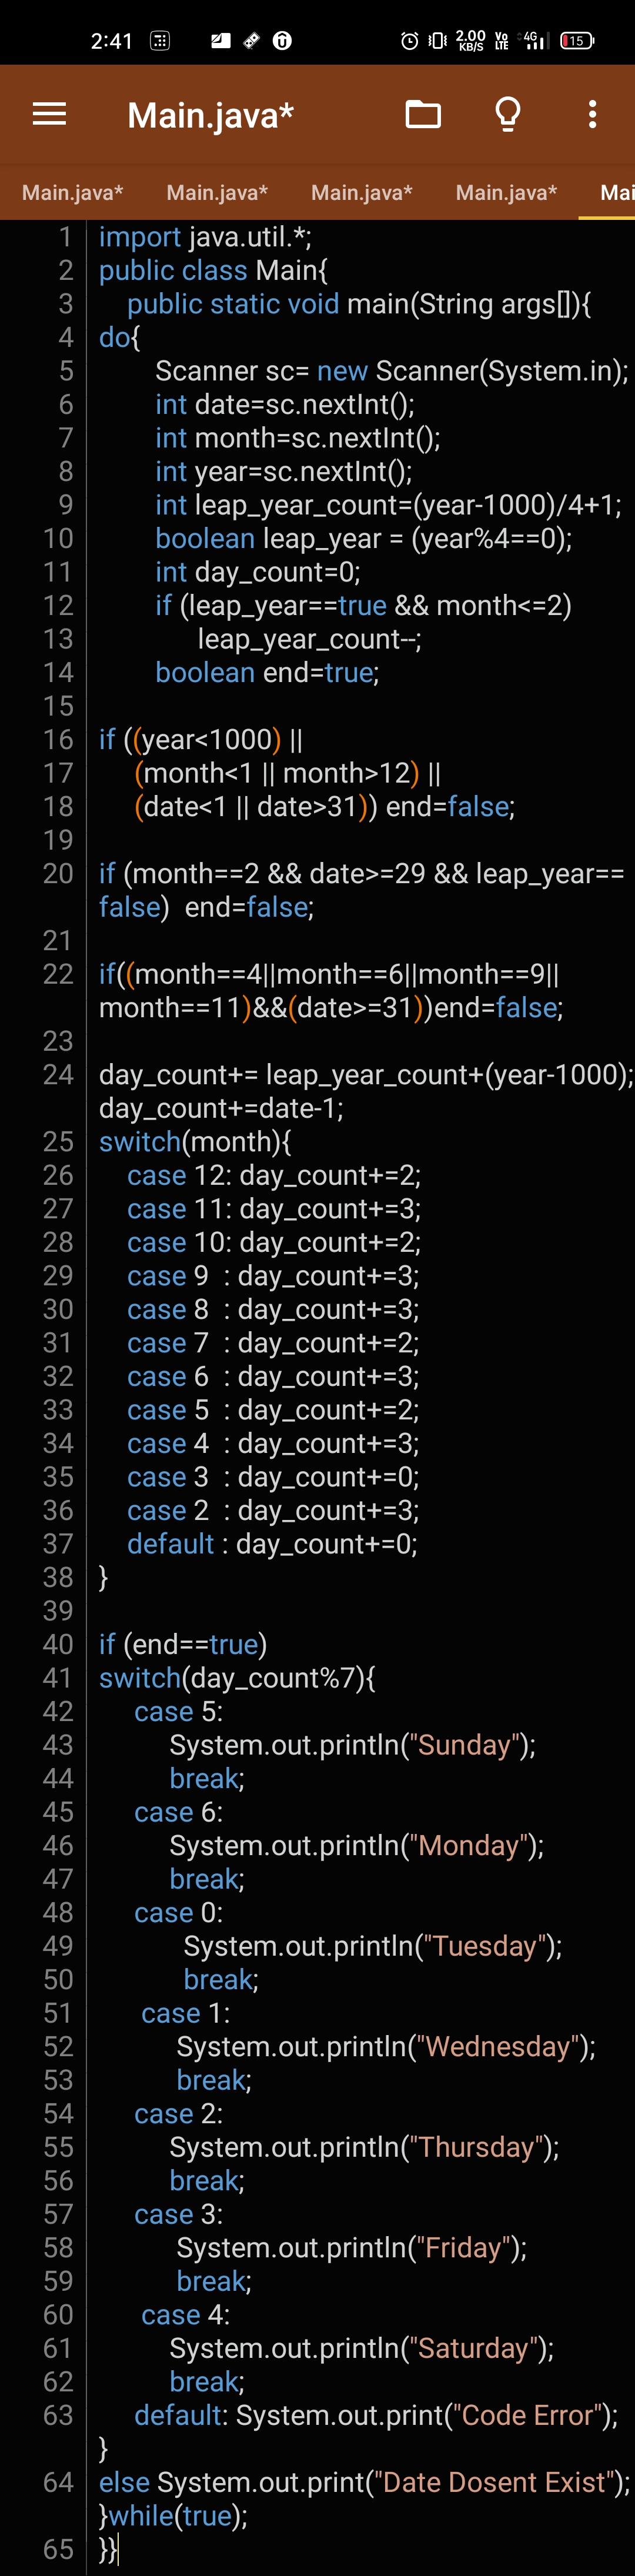 2:41 2.00 KB/S Vo LTE 4G 15
Main.java*
Main.java* Main.java* Main.java* Main.java* Mai
1 import java.util.*;
2 public class Main{
3 public static void main(String args[]){
4 do{
5 Scanner sc= new Scanner(System.in);
6 int date=sc.nextInt();
7 int month=sc.nextInt();
8 int year=sc.nextInt();
9 int leap_year_count=(year-1000)/4+1;
10 boolean leap_year = (year%4==0);
11 int day_count=0;
12 if (leap_year==true && month<=2)
13 leap_year_count--;
14 boolean end=true;
15
16 if ((year<1000) ||
17 (month<1 || month>12) ||
18 (date<1 || date>31)) end=false;
19
20 if (month==2 && date>=29 && leap_year==
false) end=false;
21
22 if((month==4||month==6||month==9||
month==11)&&(date>=31))end=false;
23
24 day_count+= leap_year_count+(year-1000);
day_count+=date-1;
25 switch(month){
26 case 12: day_count+=2;
27 case 11: day_count+=3;
28 case 10: day_count+=2;
29 case 9 : day_count+=3;
30 case 8 : day_count+=3;
31 case 7 : day_count+=2;
32 case 6 : day_count+=3;
33 case 5 : day_count+=2;
34 case 4 : day_count+=3;
35 case 3 : day_count+=0;
36 case 2 : day_count+=3;
37 default : day_count+=0;
38 }
39
40 if (end==true)
41 switch(day_count%7){
42 case 5:
43 System.out.println("Sunday");
44 break;
45 case 6:
46 System.out.println("Monday");
47 break;
48 case 0:
49 System.out.println("Tuesday");
50 break;
51 case 1:
52 System.out.println("Wednesday");
53 break;
54 case 2:
55 System.out.println("Thursday");
56 break;
57 case 3:
58 System.out.println("Friday");
59 break;
60 case 4:
61 System.out.println("Saturday");
62 break;
63 default: System.out.print("Code Error");
}
64 else System.out.print("Date Dosent Exist");
}while(true);
65 }}